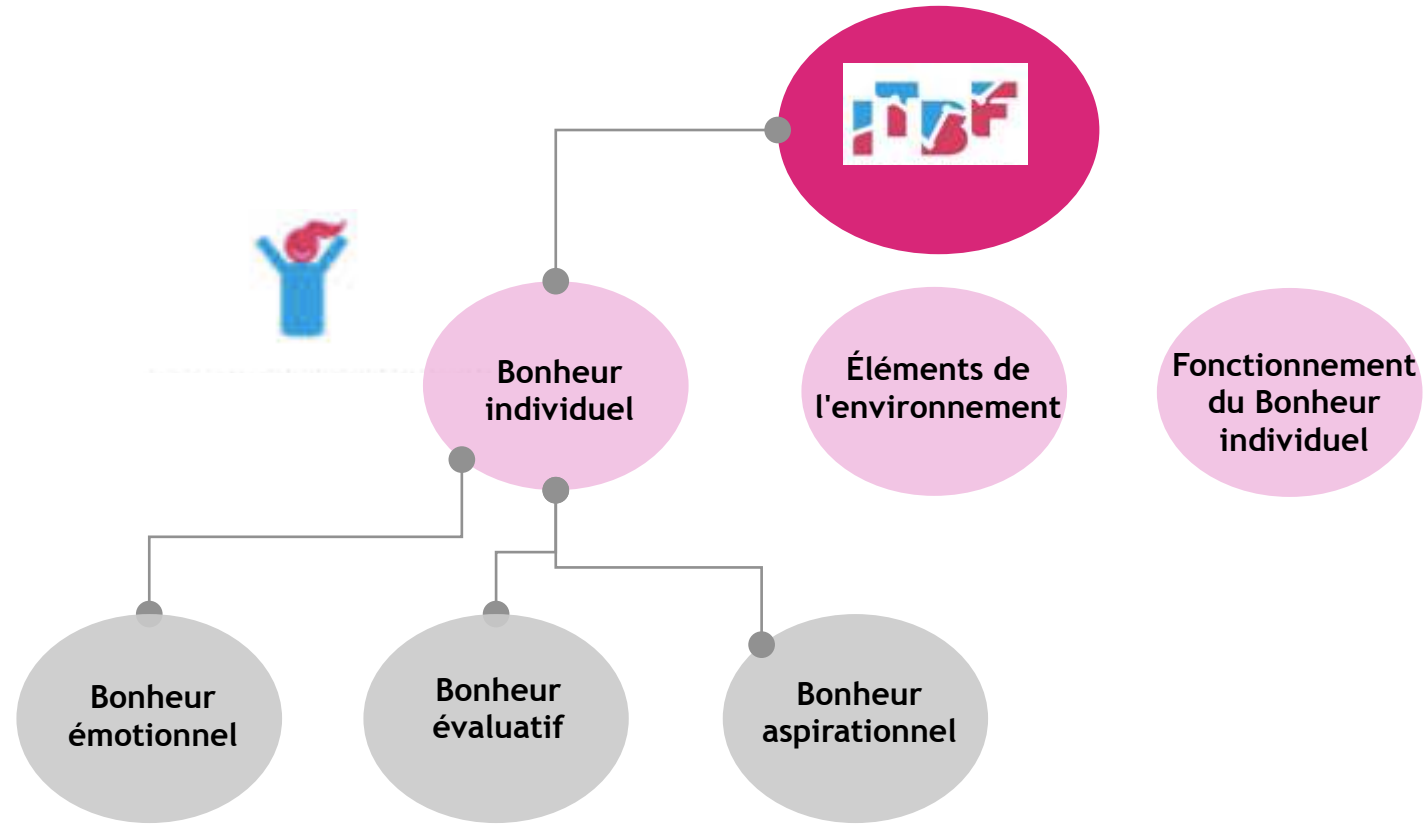 ITBF
Bonheur
individuel
Éléments de
l'environnement
Fonctionnement
du Bonheur
individuel
Bonheur
émotionnel
Bonheur
évaluatif
Bonheur
aspirationnel